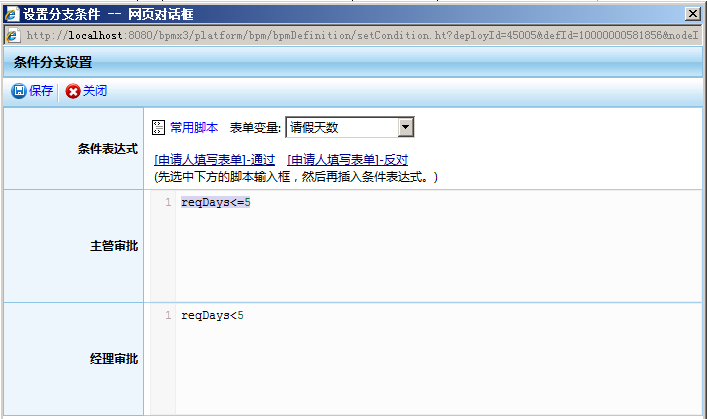 设置分支条件 -- 网页对话框
http://localhost:8080/bpmx3/platform/bpm/bpmDefinition/setCondition.ht?deployId=45005&defId=10000000581856&nodeI
条件分支设置
保存 关闭
条件表达式
常用脚本 表单变量: 请假天数
[申请人填写表单]-通过 [申请人填写表单]-反对
(先选中下方的脚本输入框，然后再插入条件表达式。)
主管审批
1 reqDays<=5
经理审批
1 reqDays<5